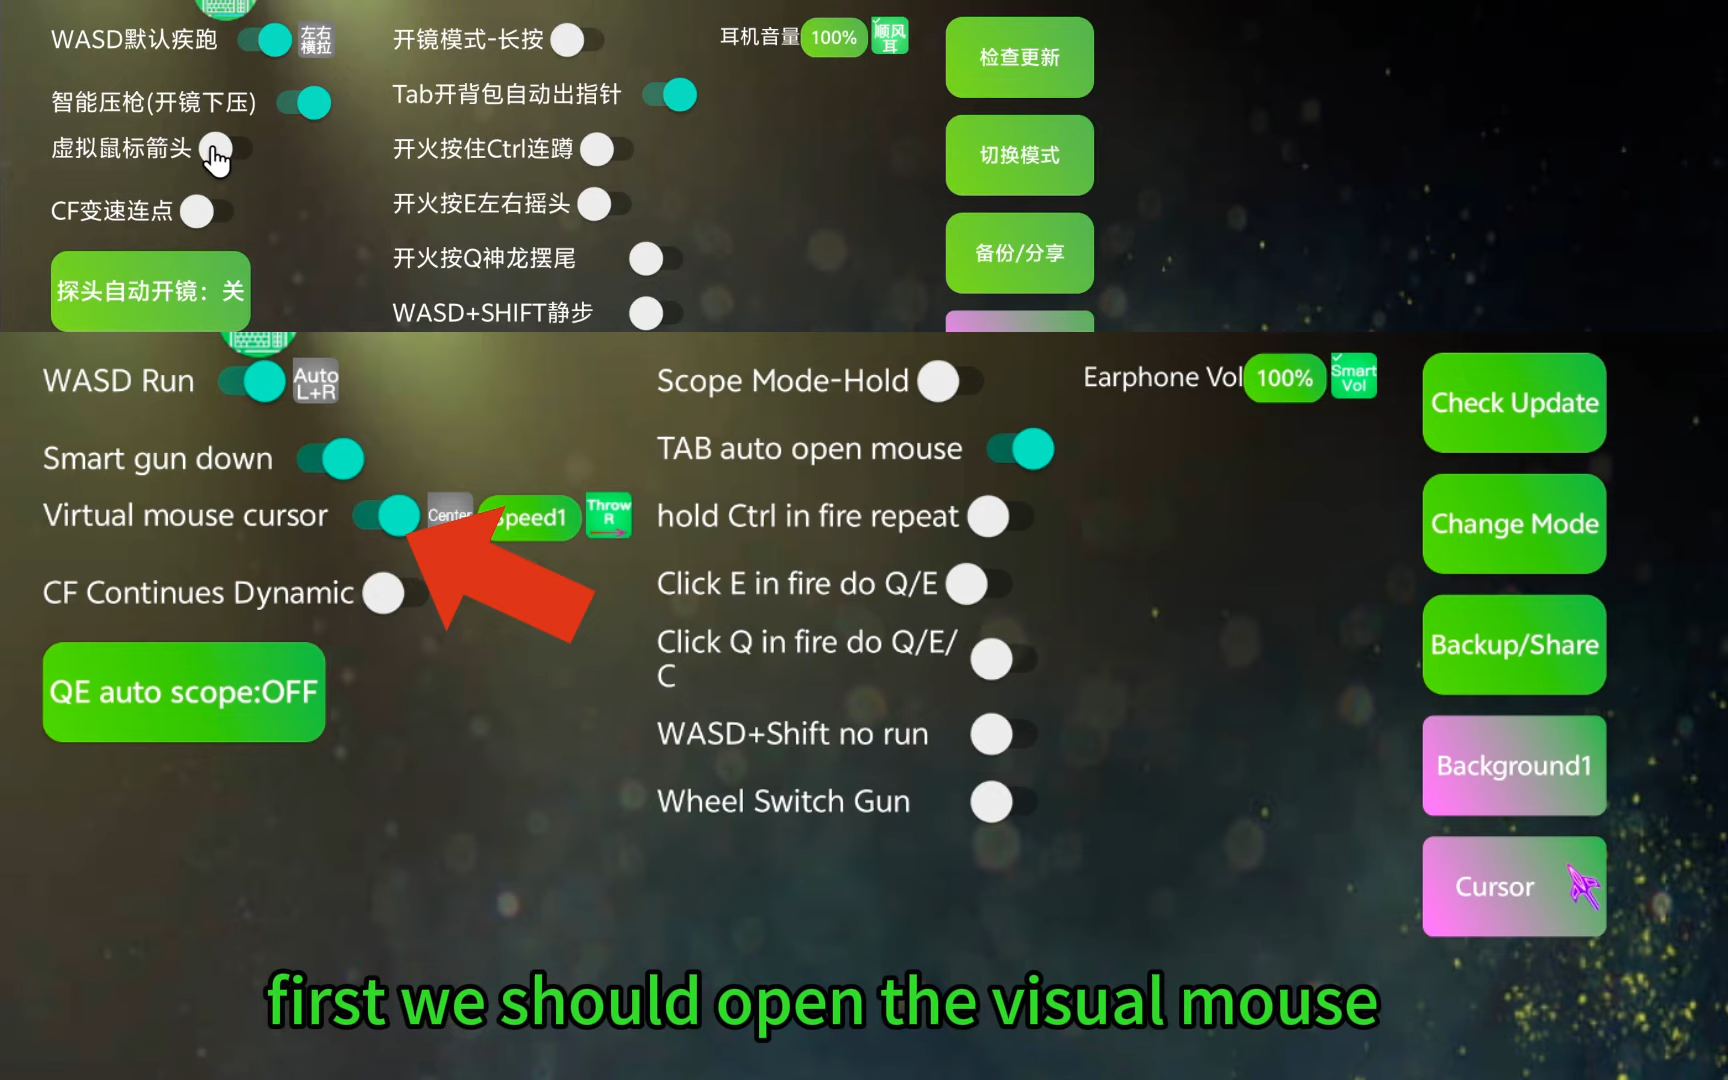 WASD默认疾跑
左右
横拉
开镜模式-长按
耳机音量
100%
顺风
耳
检查更新
智能压枪(开镜下压)
Tab开背包自动出指针
虚拟鼠标箭头
开火按住Ctrl连蹲
切换模式
CF变速连点
开火按E左右摇头
开火按Q神龙摆尾
备份/分享
探头自动开镜：关
WASD+SHIFT静步
WASD Run
Auto
L+R
Scope Mode-Hold
Earphone Vol
100%
Smart
Vol
Check Update
Smart gun down
TAB auto open mouse
Virtual mouse cursor
Center
Speed1
Throw
R
hold Ctrl in fire repeat
Change Mode
CF Continues Dynamic
Click E in fire do Q/E
Click Q in fire do Q/E/
C
Backup/Share
QE auto scope:OFF
WASD+Shift no run
Background1
Wheel Switch Gun
Cursor
first we should open the visual mouse